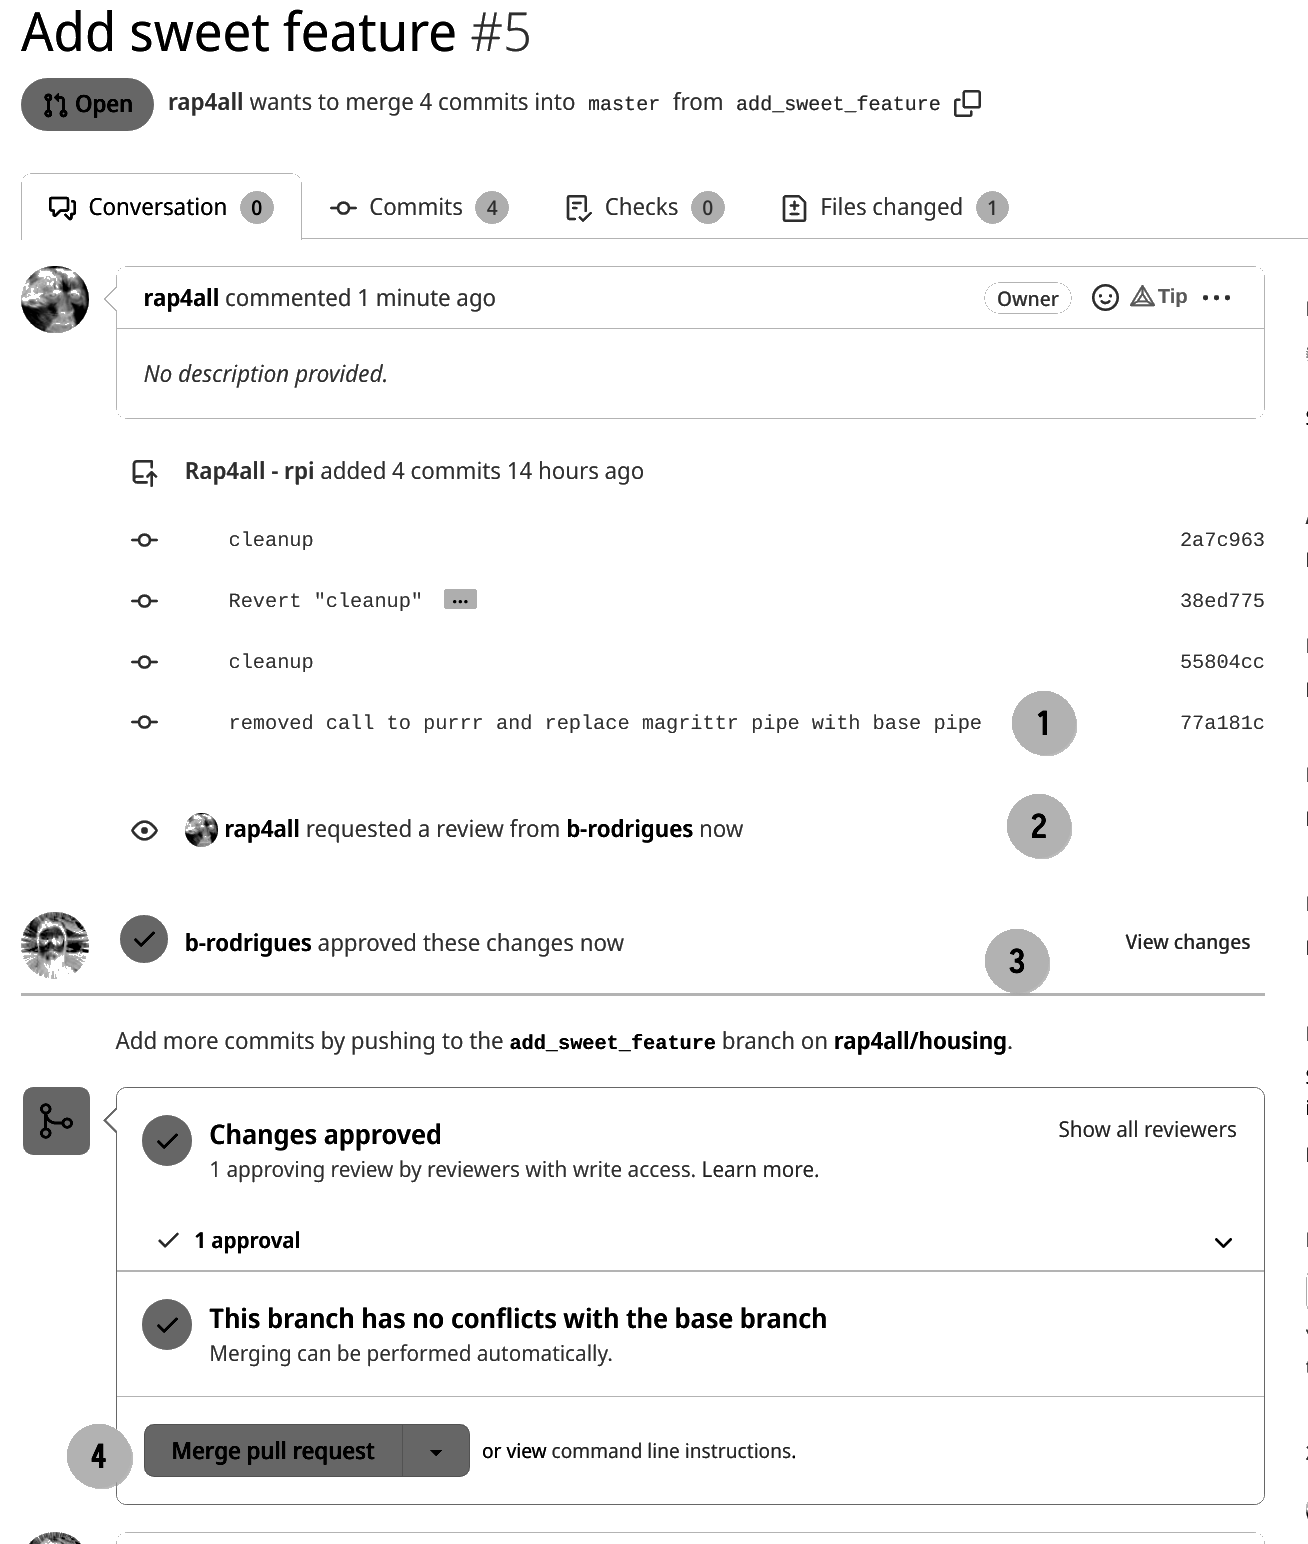 Add sweet feature #5
Open rap4all wants to merge 4 commits into master from add_sweet_feature
Conversation 0 Commits 4 Checks 0 Files changed 1
rap4all commented 1 minute ago Owner Tip
No description provided.
Rap4all - rpi added 4 commits 14 hours ago
cleanup 2a7c963
Revert "cleanup" ... 38ed775
cleanup 55804cc
removed call to purrr and replace magrittr pipe with base pipe 1 77a181c
rap4all requested a review from b-rodrigues now 2
b-rodrigues approved these changes now 3 View changes
Add more commits by pushing to the add_sweet_feature branch on rap4all/housing.
Changes approved Show all reviewers
1 approving review by reviewers with write access. Learn more.
1 approval
This branch has no conflicts with the base branch
Merging can be performed automatically.
4 Merge pull request or view command line instructions.